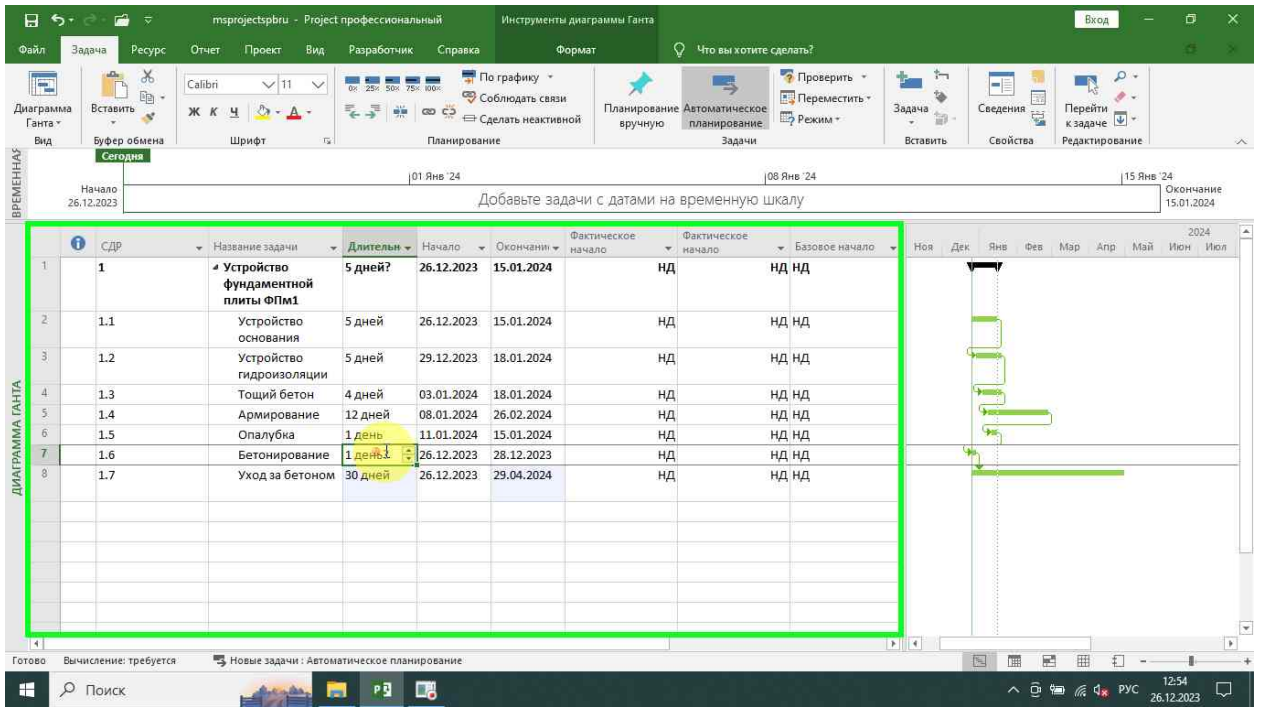 msprojectspbru - Project профессиональный
Инструменты диаграммы Ганта
Вход
Файл Задача Ресурс Отчет Проект Вид Разработчик Справка Формат Что вы хотите сделать?
Диаграмма Ганта
Вид
Вставить
Буфер обмена
Calibri 11
Ж К Ч
Шрифт
0% 25% 50% 75% 100%
По графику
Соблюдать связи
Сделать неактивной
Планирование
Планирование вручную
Автоматическое планирование
Проверить
Переместить
Режим
Задачи
Задача
Вставить
Сведения
Свойства
Перейти к задаче
Редактирование
ВРЕМЕННАЯ
Сегодня
01 Янв '24 08 Янв '24 15 Янв '24
Начало
26.12.2023
Добавьте задачи с датами на временную шкалу
Окончание
15.01.2024
ДИАГРАММА ГАНТА
СДР Название задачи Длительн Начало Окончани Фактическое начало Фактическое начало Базовое начало
2024
Ноя Дек Янв Фев Мар Апр Май Июн Июл
1 1 Устройство фундаментной плиты ФПм1 5 дней? 26.12.2023 15.01.2024 НД НД НД
2 1.1 Устройство основания 5 дней 26.12.2023 15.01.2024 НД НД НД
3 1.2 Устройство гидроизоляции 5 дней 29.12.2023 18.01.2024 НД НД НД
4 1.3 Тощий бетон 4 дней 03.01.2024 18.01.2024 НД НД НД
5 1.4 Армирование 12 дней 08.01.2024 26.02.2024 НД НД НД
6 1.5 Опалубка 1 день 11.01.2024 15.01.2024 НД НД НД
7 1.6 Бетонирование 1 день? 26.12.2023 28.12.2023 НД НД НД
8 1.7 Уход за бетоном 30 дней 26.12.2023 29.04.2024 НД НД НД
Готово Вычисление: требуется Новые задачи : Автоматическое планирование
Поиск
РУС
12:54
26.12.2023